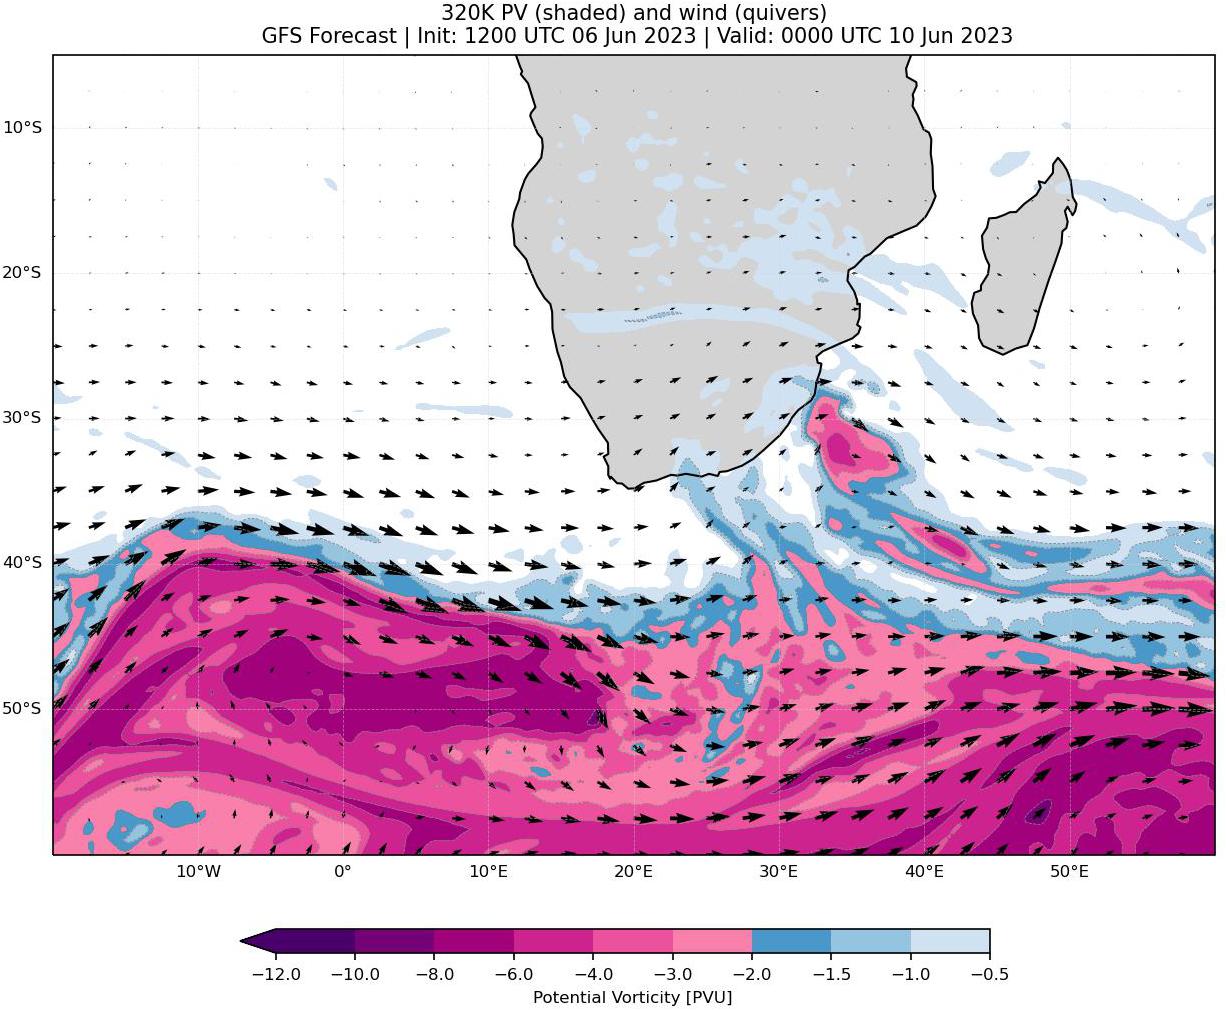 320K PV (shaded) and wind (quivers)
GFS Forecast | Init: 1200 UTC 06 Jun 2023 | Valid: 0000 UTC 10 Jun 2023
10°S
20°S
30°S
40°S
50°S
10°W 0° 10°E 20°E 30°E 40°E 50°E
−12.0 −10.0 −8.0 −6.0 −4.0 −3.0 −2.0 −1.5 −1.0 −0.5
Potential Vorticity [PVU]